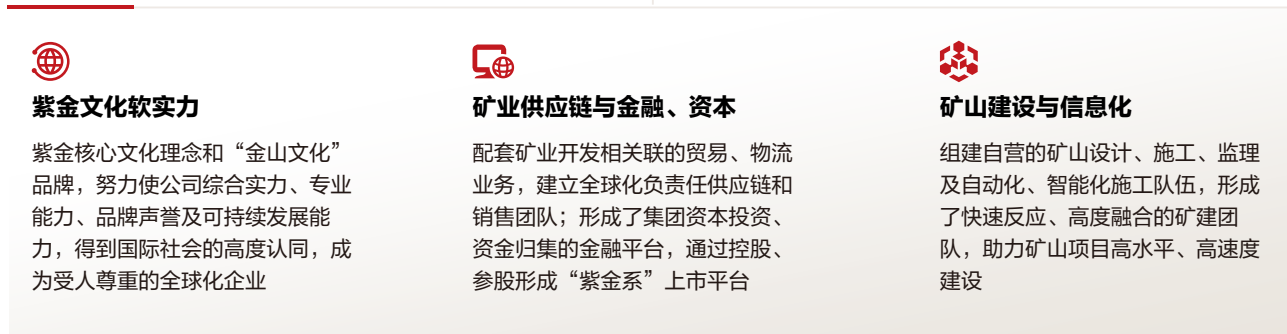 紫金文化软实力
紫金核心文化理念和“金山文化”
品牌，努力使公司综合实力、专业
能力、品牌声誉及可持续发展能
力，得到国际社会的高度认同，成
为受人尊重的全球化企业
矿业供应链与金融、资本
配套矿业开发相关联的贸易、物流
业务，建立全球化负责任供应链和
销售团队；形成了集团资本投资、
资金归集的金融平台，通过控股、
参股形成“紫金系”上市平台
矿山建设与信息化
组建自营的矿山设计、施工、监理
及自动化、智能化施工队伍，形成
了快速反应、高度融合的矿建团
队，助力矿山项目高水平、高速度
建设